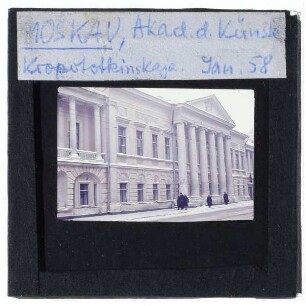 MOSKAU, Akad. d. Künste
Kropotkinskaja. Jan. 58